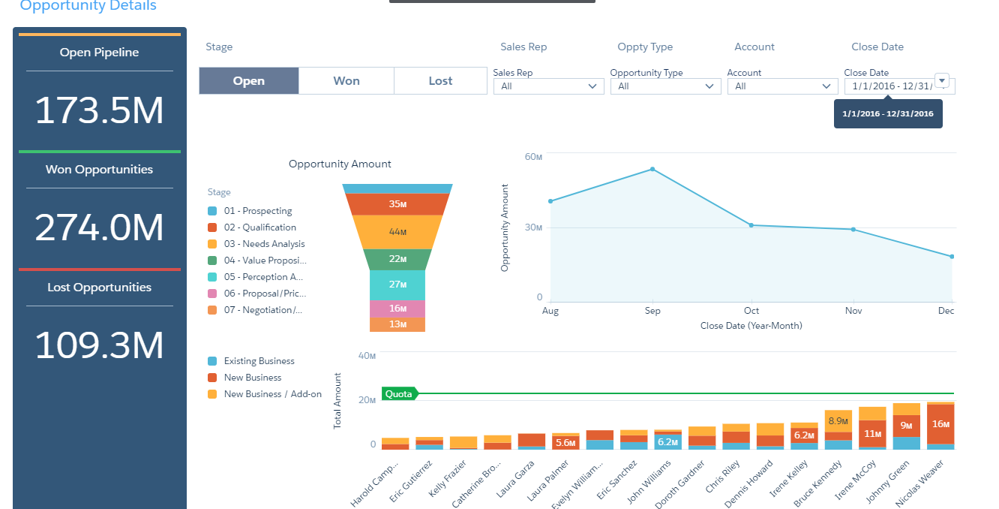 Opportunity Details
Open Pipeline
173.5M
Won Opportunities
274.0M
Lost Opportunities
109.3M
Stage
Open Won Lost
Sales Rep
Sales Rep
All
Oppty Type
Opportunity Type
All
Account
Account
All
Close Date
Close Date
1/1/2016 - 12/31/
1/1/2016 - 12/31/2016
Opportunity Amount
Stage
01 - Prospecting
02 - Qualification
03 - Needs Analysis
04 - Value Proposi...
05 - Perception A...
06 - Proposal/Pric...
07 - Negotiation/...
35M
44M
22M
27M
16M
13M
Opportunity Amount
60M
30M
0
Aug Sep Oct Nov Dec
Close Date (Year-Month)
Existing Business
New Business
New Business / Add-on
Total Amount
40M
20M
0
Quota
5.6M
6.2M
6.2M
8.9M
11M
9M
16M
Harold Camp...
Eric Gutierrez
Kelly Frazier
Catherine Bro...
Laura Garza
Laura Palmer
Evelyn William...
Eric Sanchez
John Williams
Doroth Gardner
Chris Riley
Dennis Howard
Irene Kelley
Bruce Kennedy
Irene McCoy
Johnny Green
Nicolas Weaver